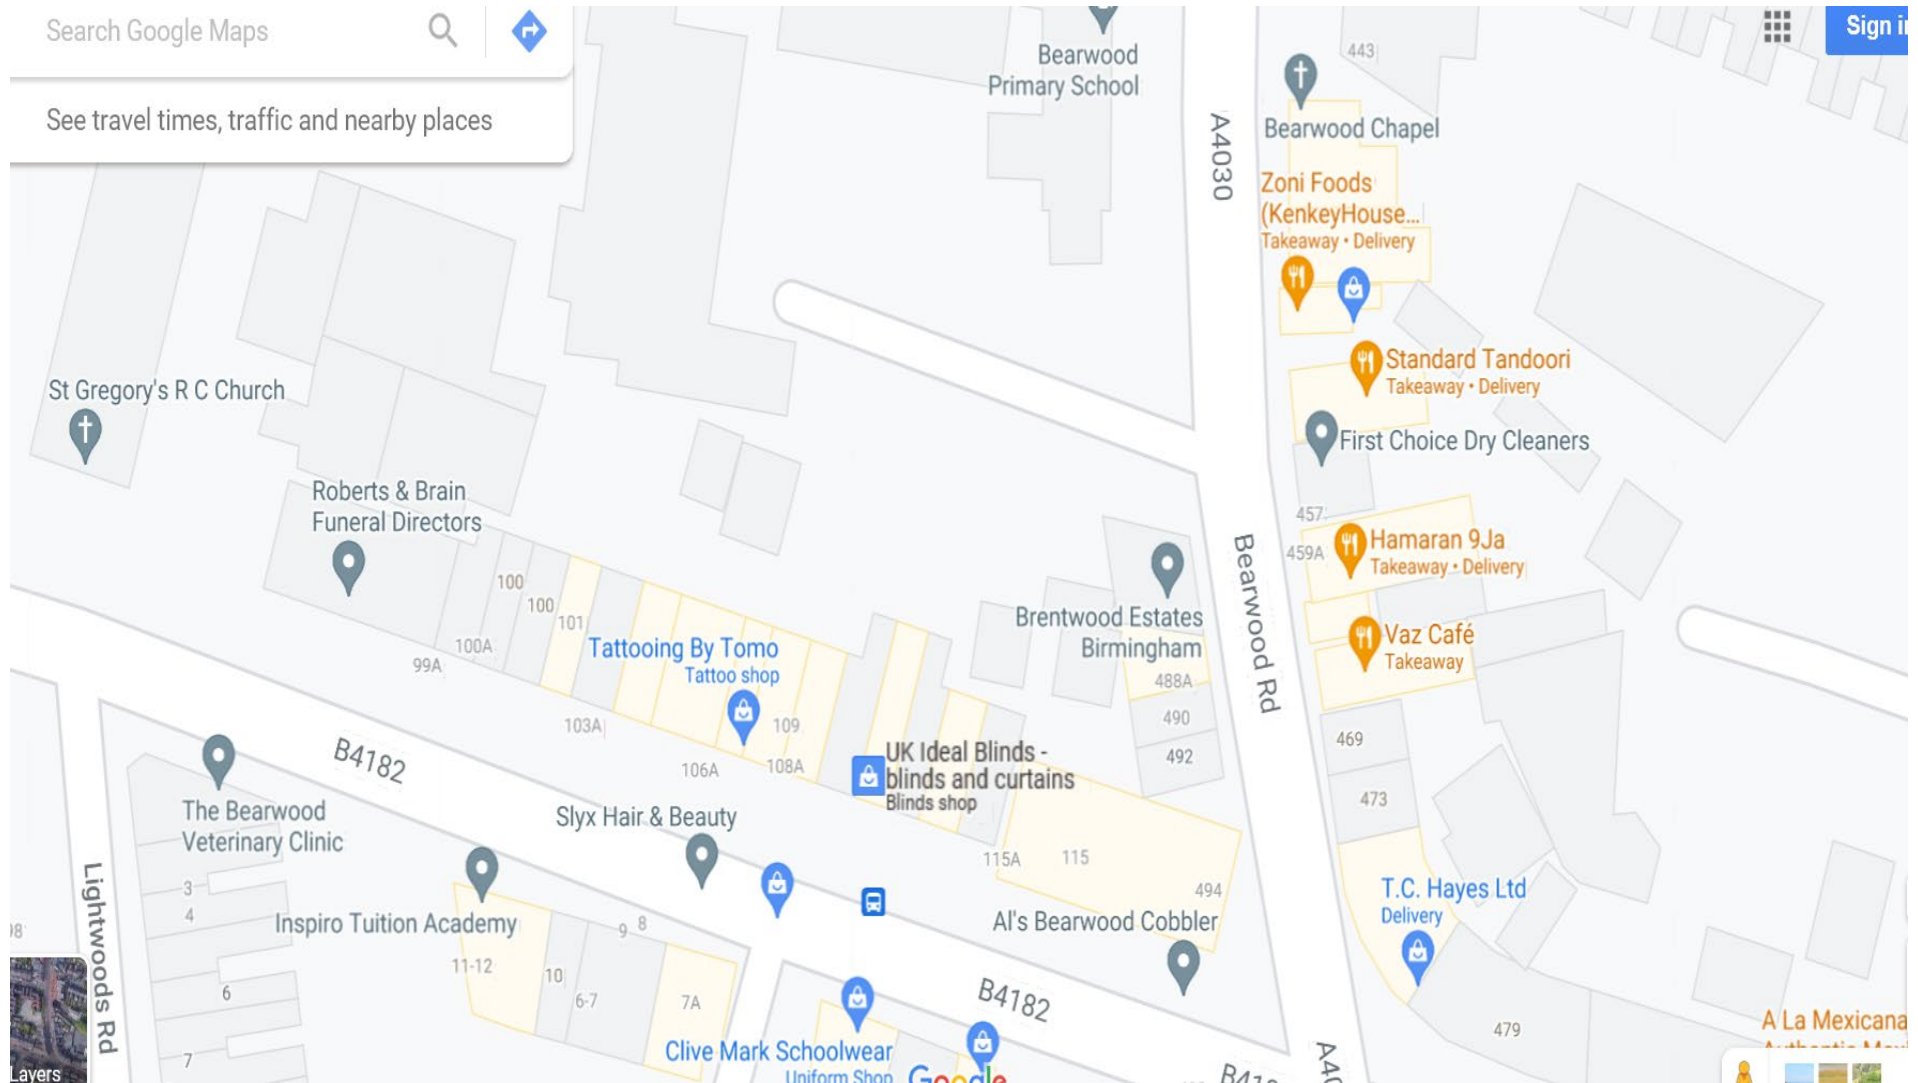 Search Google Maps
Sign in
See travel times, traffic and nearby places
Bearwood
Primary School
443
A4030
Bearwood Chapel
Zoni Foods
(KenkeyHouse...
Takeaway • Delivery
Standard Tandoori
Takeaway • Delivery
St Gregory's R C Church
First Choice Dry Cleaners
Roberts & Brain
Funeral Directors
457
459A
Hamaran 9Ja
Takeaway • Delivery
Bearwood Rd
100
100
101
100A
99A
Tattooing By Tomo
Tattoo shop
Brentwood Estates
Birmingham
488A
490
492
Vaz Café
Takeaway
103A
109
106A
108A
469
473
B4182
UK Ideal Blinds -
blinds and curtains
Blinds shop
The Bearwood
Veterinary Clinic
Slyx Hair & Beauty
115A
115
494
T.C. Hayes Ltd
Delivery
Lightwoods Rd
3
4
6
7
Inspiro Tuition Academy
9
8
11-12
10
6-7
7A
Al's Bearwood Cobbler
B4182
479
A La Mexicana
Clive Mark Schoolwear
Uniform Shop
Google
Layers